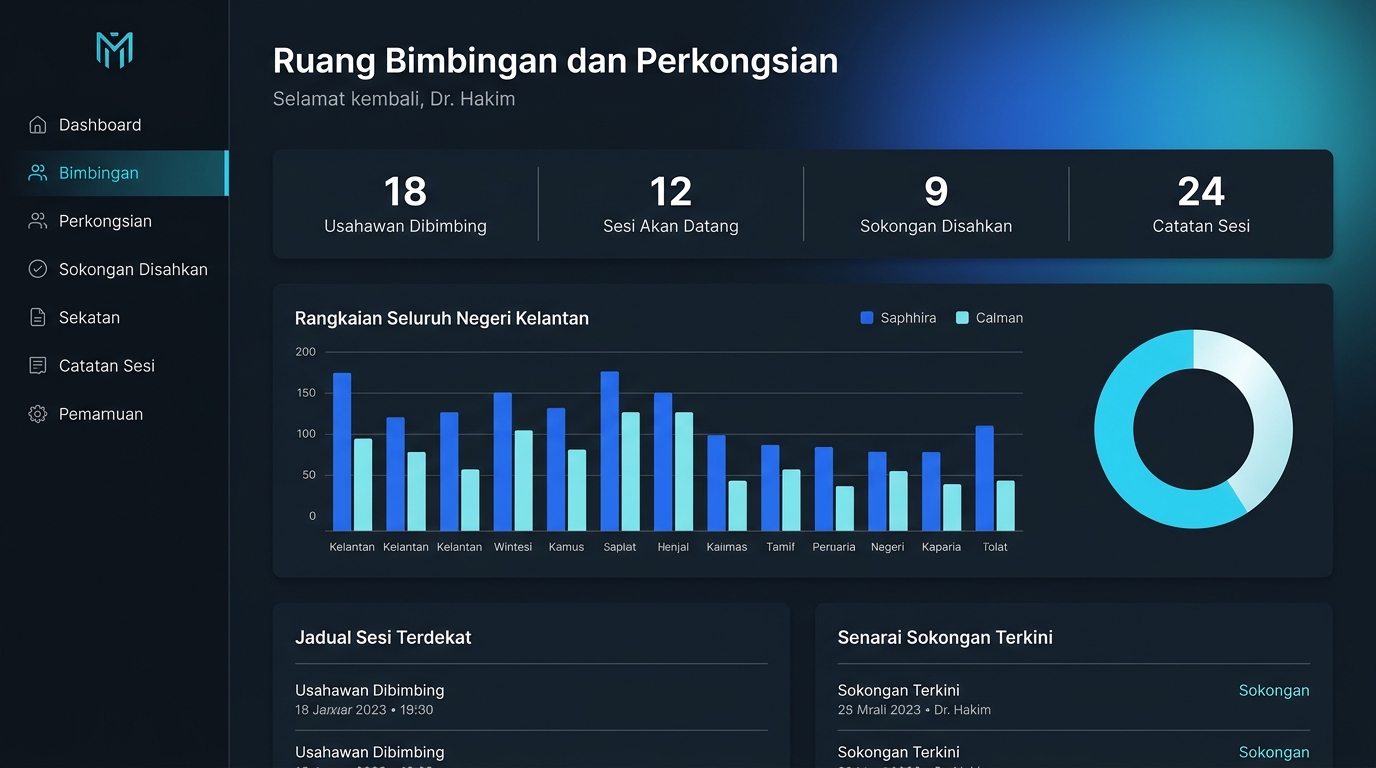 Ruang Bimbingan dan Perkongsian
Selamat kembali, Dr. Hakim
Dashboard
Bimbingan
Perkongsian
Sokongan Disahkan
Sekatan
Catatan Sesi
Pemamuan
18
Usahawan Dibimbing
12
Sesi Akan Datang
9
Sokongan Disahkan
24
Catatan Sesi
Rangkaian Seluruh Negeri Kelantan
Saphhira
Calman
200
150
100
50
0
Kelantan Kelantan Kelantan Wintesi Kamus Saplat Henjal Kalimas Tamif Peruaria Negeri Kaparia Tolat
Jadual Sesi Terdekat
Usahawan Dibimbing
18 2023 • 19:30
Usahawan Dibimbing
Senarai Sokongan Terkini
Sokongan Terkini
Sokongan
28 Mrali 2023 • Dr. Hakim
Sokongan Terkini
Sokongan